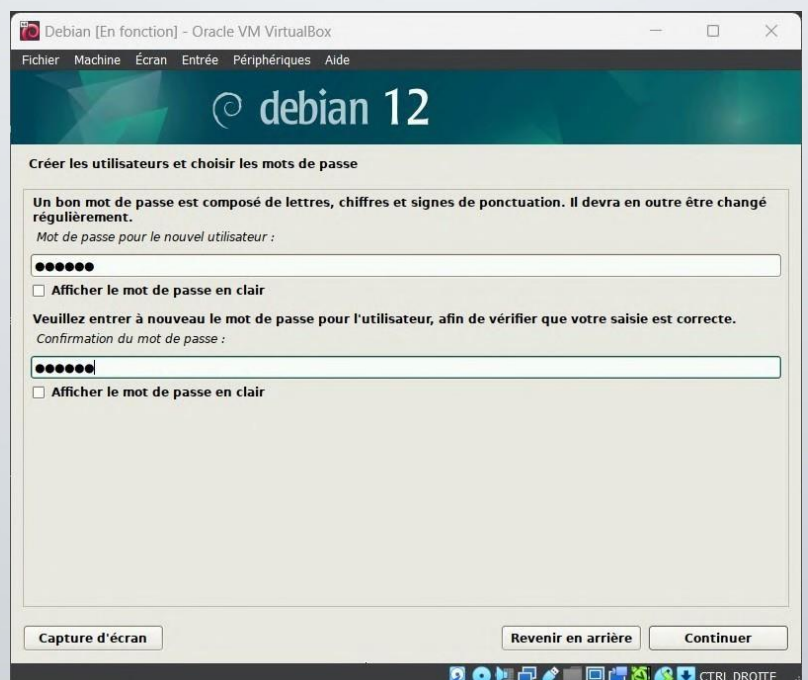 Debian [En fonction] - Oracle VM VirtualBox
Fichier Machine Écran Entrée Périphériques Aide
debian 12
Créer les utilisateurs et choisir les mots de passe
Un bon mot de passe est composé de lettres, chiffres et signes de ponctuation. Il devra en outre être changé
régulièrement.
Mot de passe pour le nouvel utilisateur :
●●●●●●
Afficher le mot de passe en clair
Veuillez entrer à nouveau le mot de passe pour l'utilisateur, afin de vérifier que votre saisie est correcte.
Confirmation du mot de passe :
●●●●●●
Afficher le mot de passe en clair
Capture d'écran Revenir en arrière Continuer
CTRL DROITE